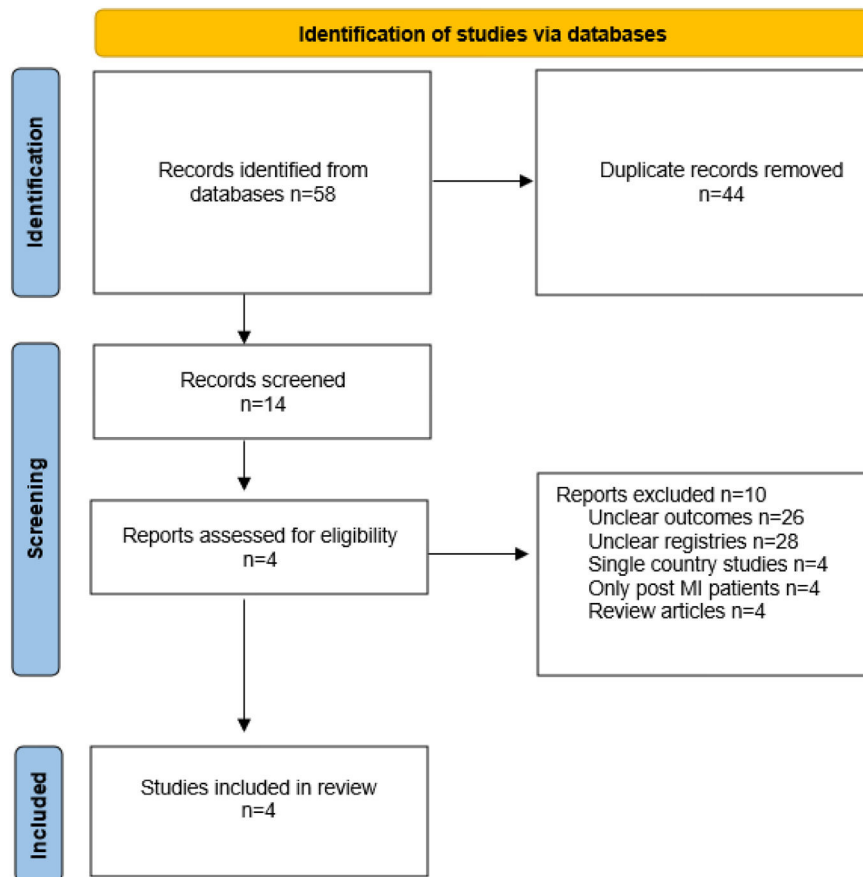 Identification of studies via databases
Identification
Records identified from
databases n=58
Duplicate records removed
n=44
Screening
Records screened
n=14
Reports assessed for eligibility
n=4
Reports excluded n=10
Unclear outcomes n=26
Unclear registries n=28
Single country studies n=4
Only post MI patients n=4
Review articles n=4
Included
Studies included in review
n=4